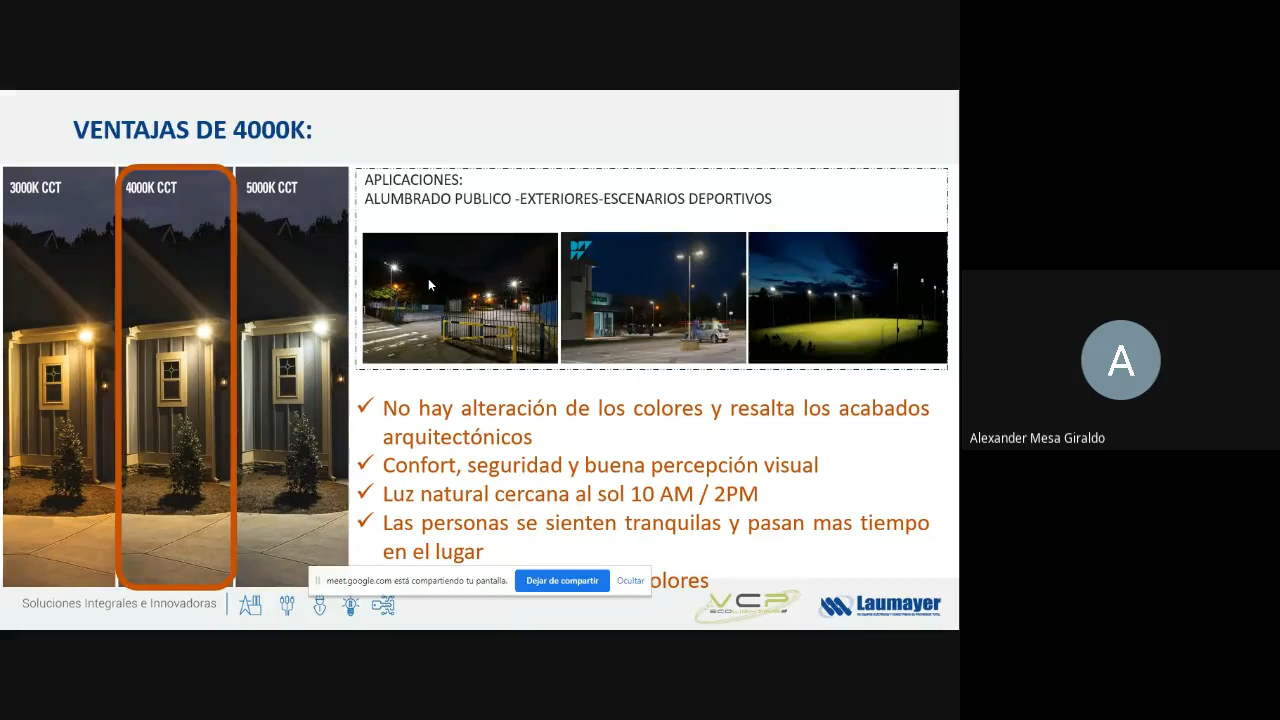 VENTAJAS DE 4000K:
3000K CCT
4000K CCT
5000K CCT
APLICACIONES:
ALUMBRADO PUBLICO -EXTERIORES-ESCENARIOS DEPORTIVOS
✓ No hay alteración de los colores y resalta los acabados
arquitectónicos
✓ Confort, seguridad y buena percepción visual
✓ Luz natural cercana al sol 10 AM / 2PM
✓ Las personas se sienten tranquilas y pasan mas tiempo
en el lugar
olores
meet.google.com está compartiendo tu pantalla.
Dejar de compartir
Ocultar
Soluciones Integrales e Innovadoras
VCP
ECOLIGHTING
Laumayer
A
Alexander Mesa Giraldo